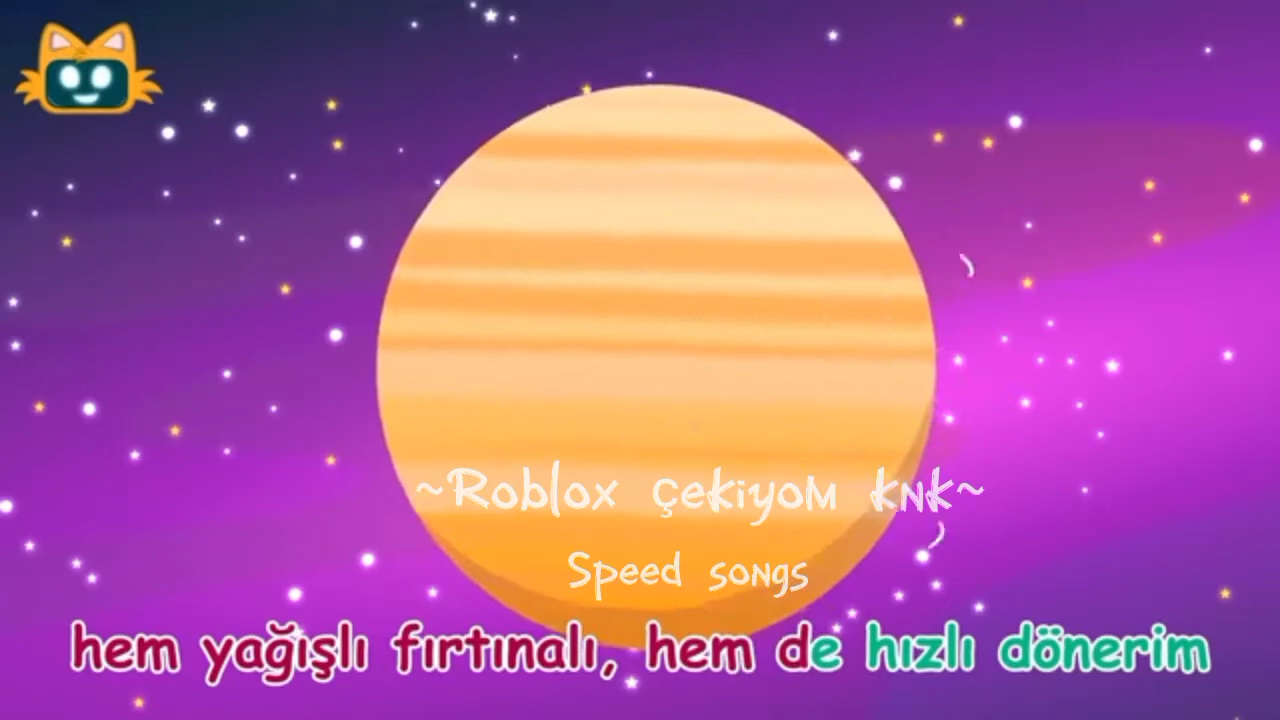 ~Roblox çekiyoM kNk~
Speed soNgs
hem yağışlı fırtınalı, hem de hızlı dönerim